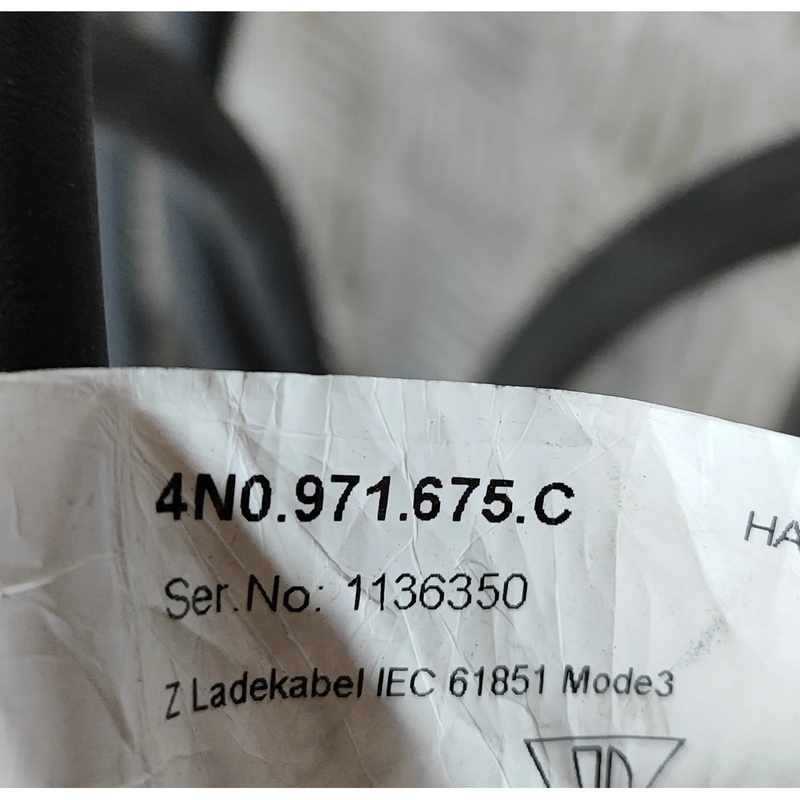 4N0.971.675.C
HA
Ser.No: 1136350
Z Ladekabel IEC 61851 Mode3